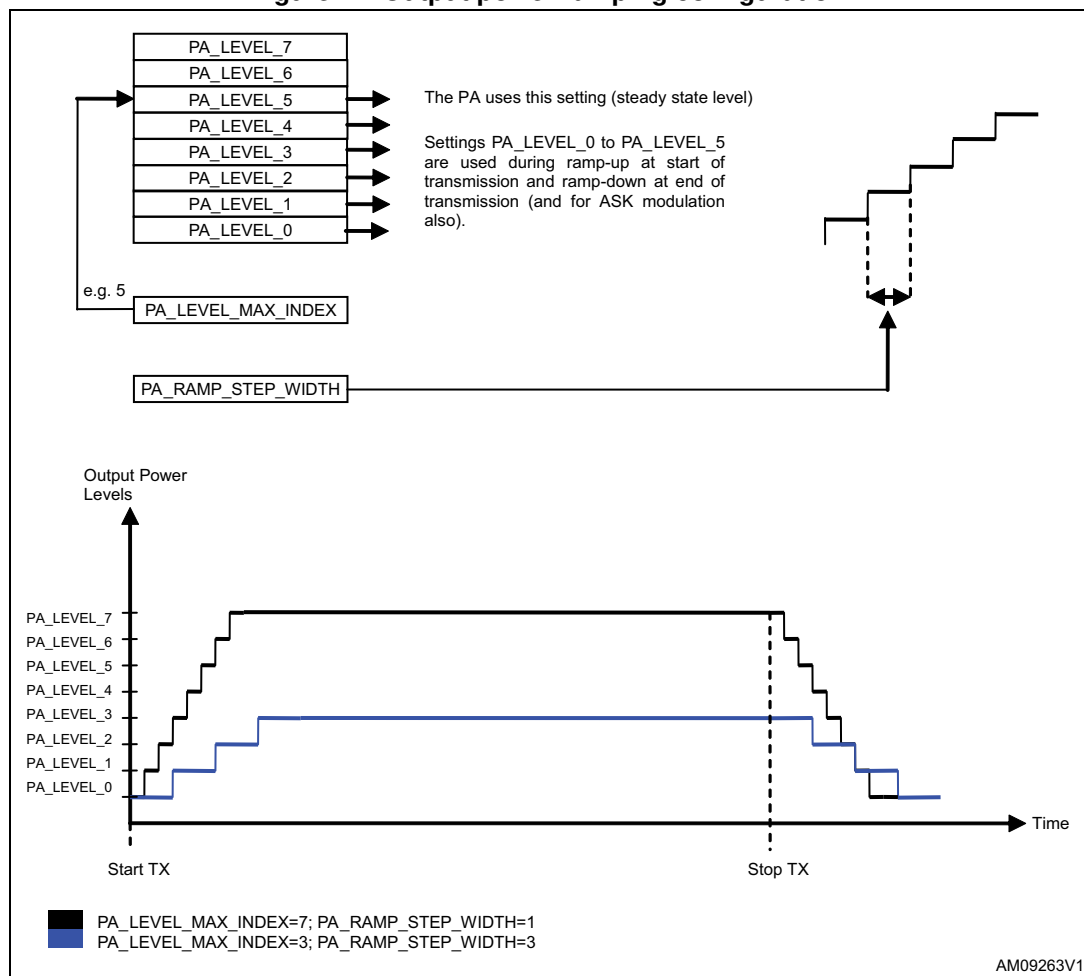 PA_LEVEL_7
PA_LEVEL_6
PA_LEVEL_5
PA_LEVEL_4
PA_LEVEL_3
PA_LEVEL_2
PA_LEVEL_1
PA_LEVEL_0
The PA uses this setting (steady state level)
Settings PA_LEVEL_0 to PA_LEVEL_5
are used during ramp-up at start of
transmission and ramp-down at end of
transmission (and for ASK modulation
also).
e.g. 5
PA_LEVEL_MAX_INDEX
PA_RAMP_STEP_WIDTH
Output Power
Levels
PA_LEVEL_7
PA_LEVEL_6
PA_LEVEL_5
PA_LEVEL_4
PA_LEVEL_3
PA_LEVEL_2
PA_LEVEL_1
PA_LEVEL_0
Time
Start TX
Stop TX
PA_LEVEL_MAX_INDEX=7; PA_RAMP_STEP_WIDTH=1
PA_LEVEL_MAX_INDEX=3; PA_RAMP_STEP_WIDTH=3
AM09263V1